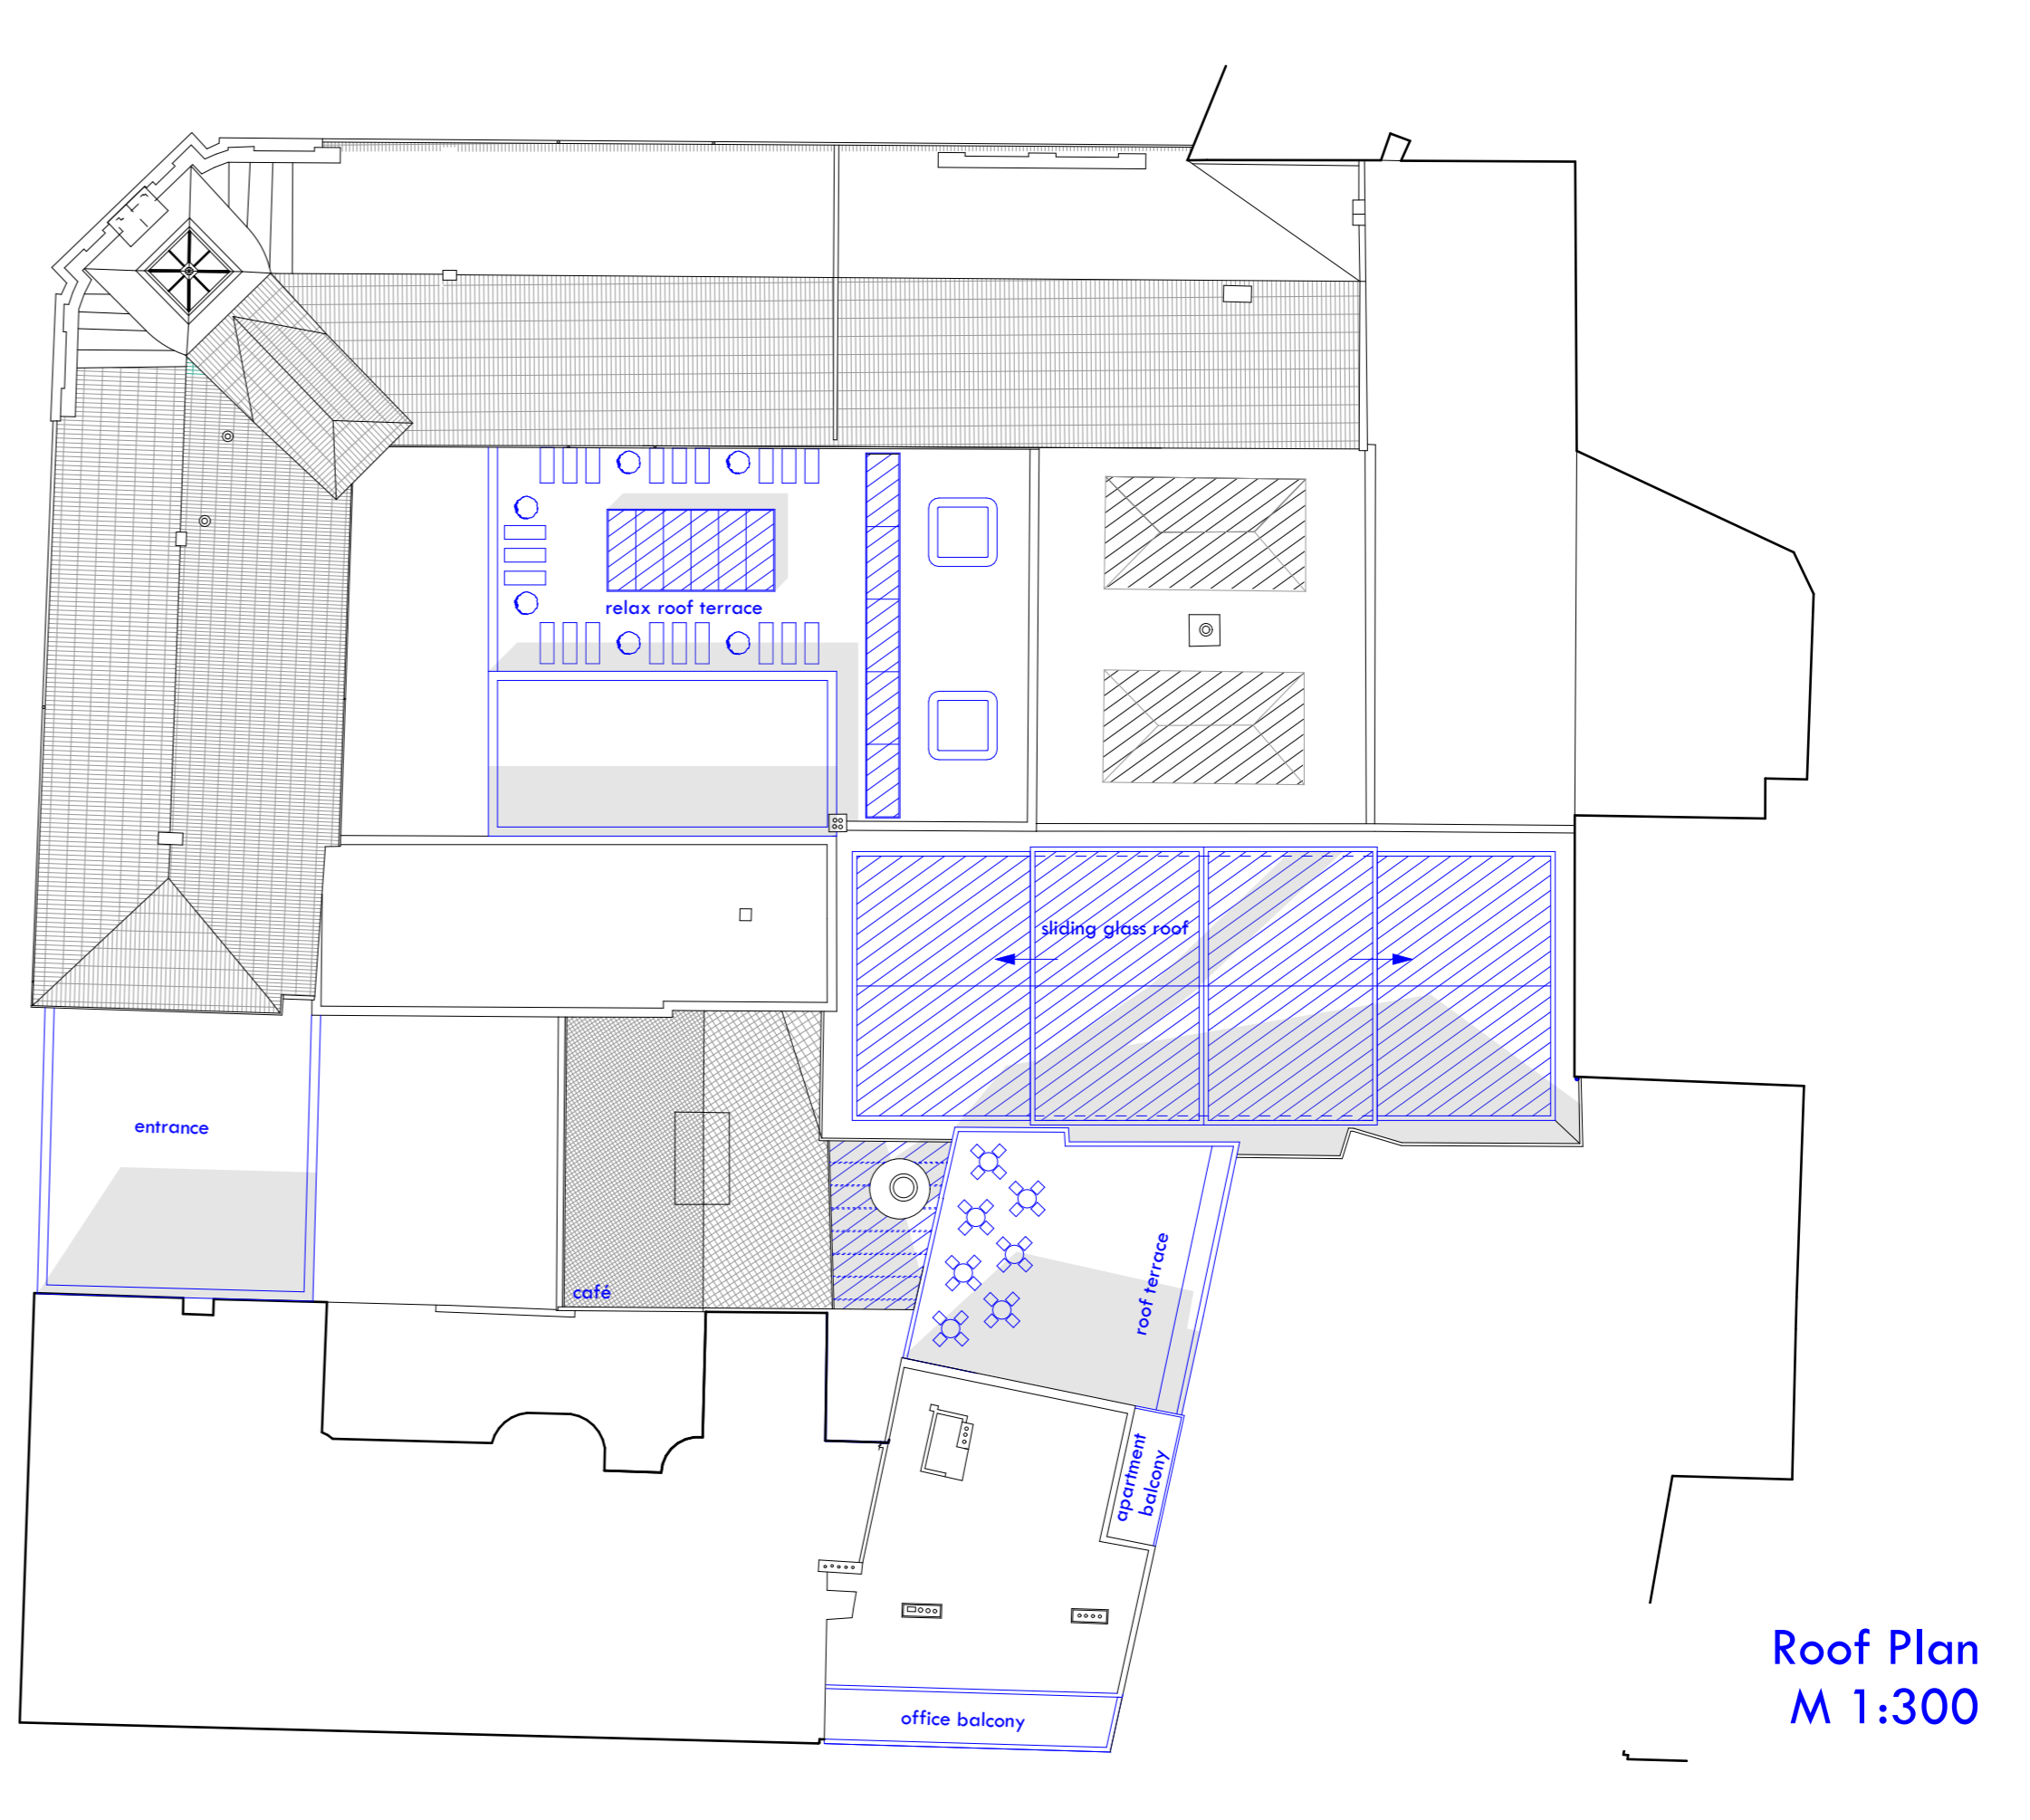 relax roof terrace
sliding glass roof
entrance
roof terrace
café
apartment
balcony
office balcony
Roof Plan
M 1:300